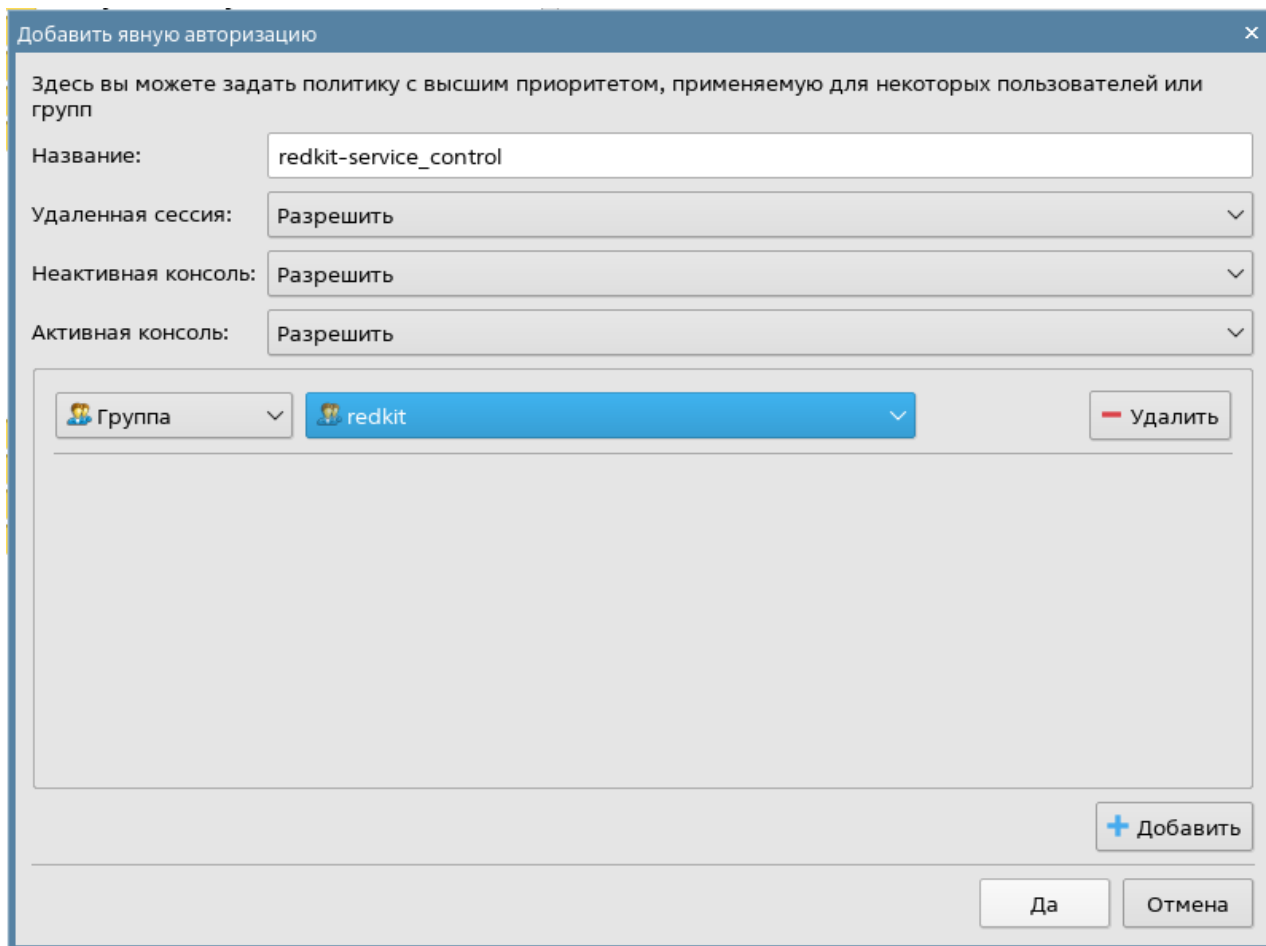 Добавить явную авторизацию
Здесь вы можете задать политику с высшим приоритетом, применяемую для некоторых пользователей или
групп
Название: redkit-service_control
Удаленная сессия: Разрешить
Неактивная консоль: Разрешить
Активная консоль: Разрешить
Группа redkit Удалить
Добавить
Да Отмена